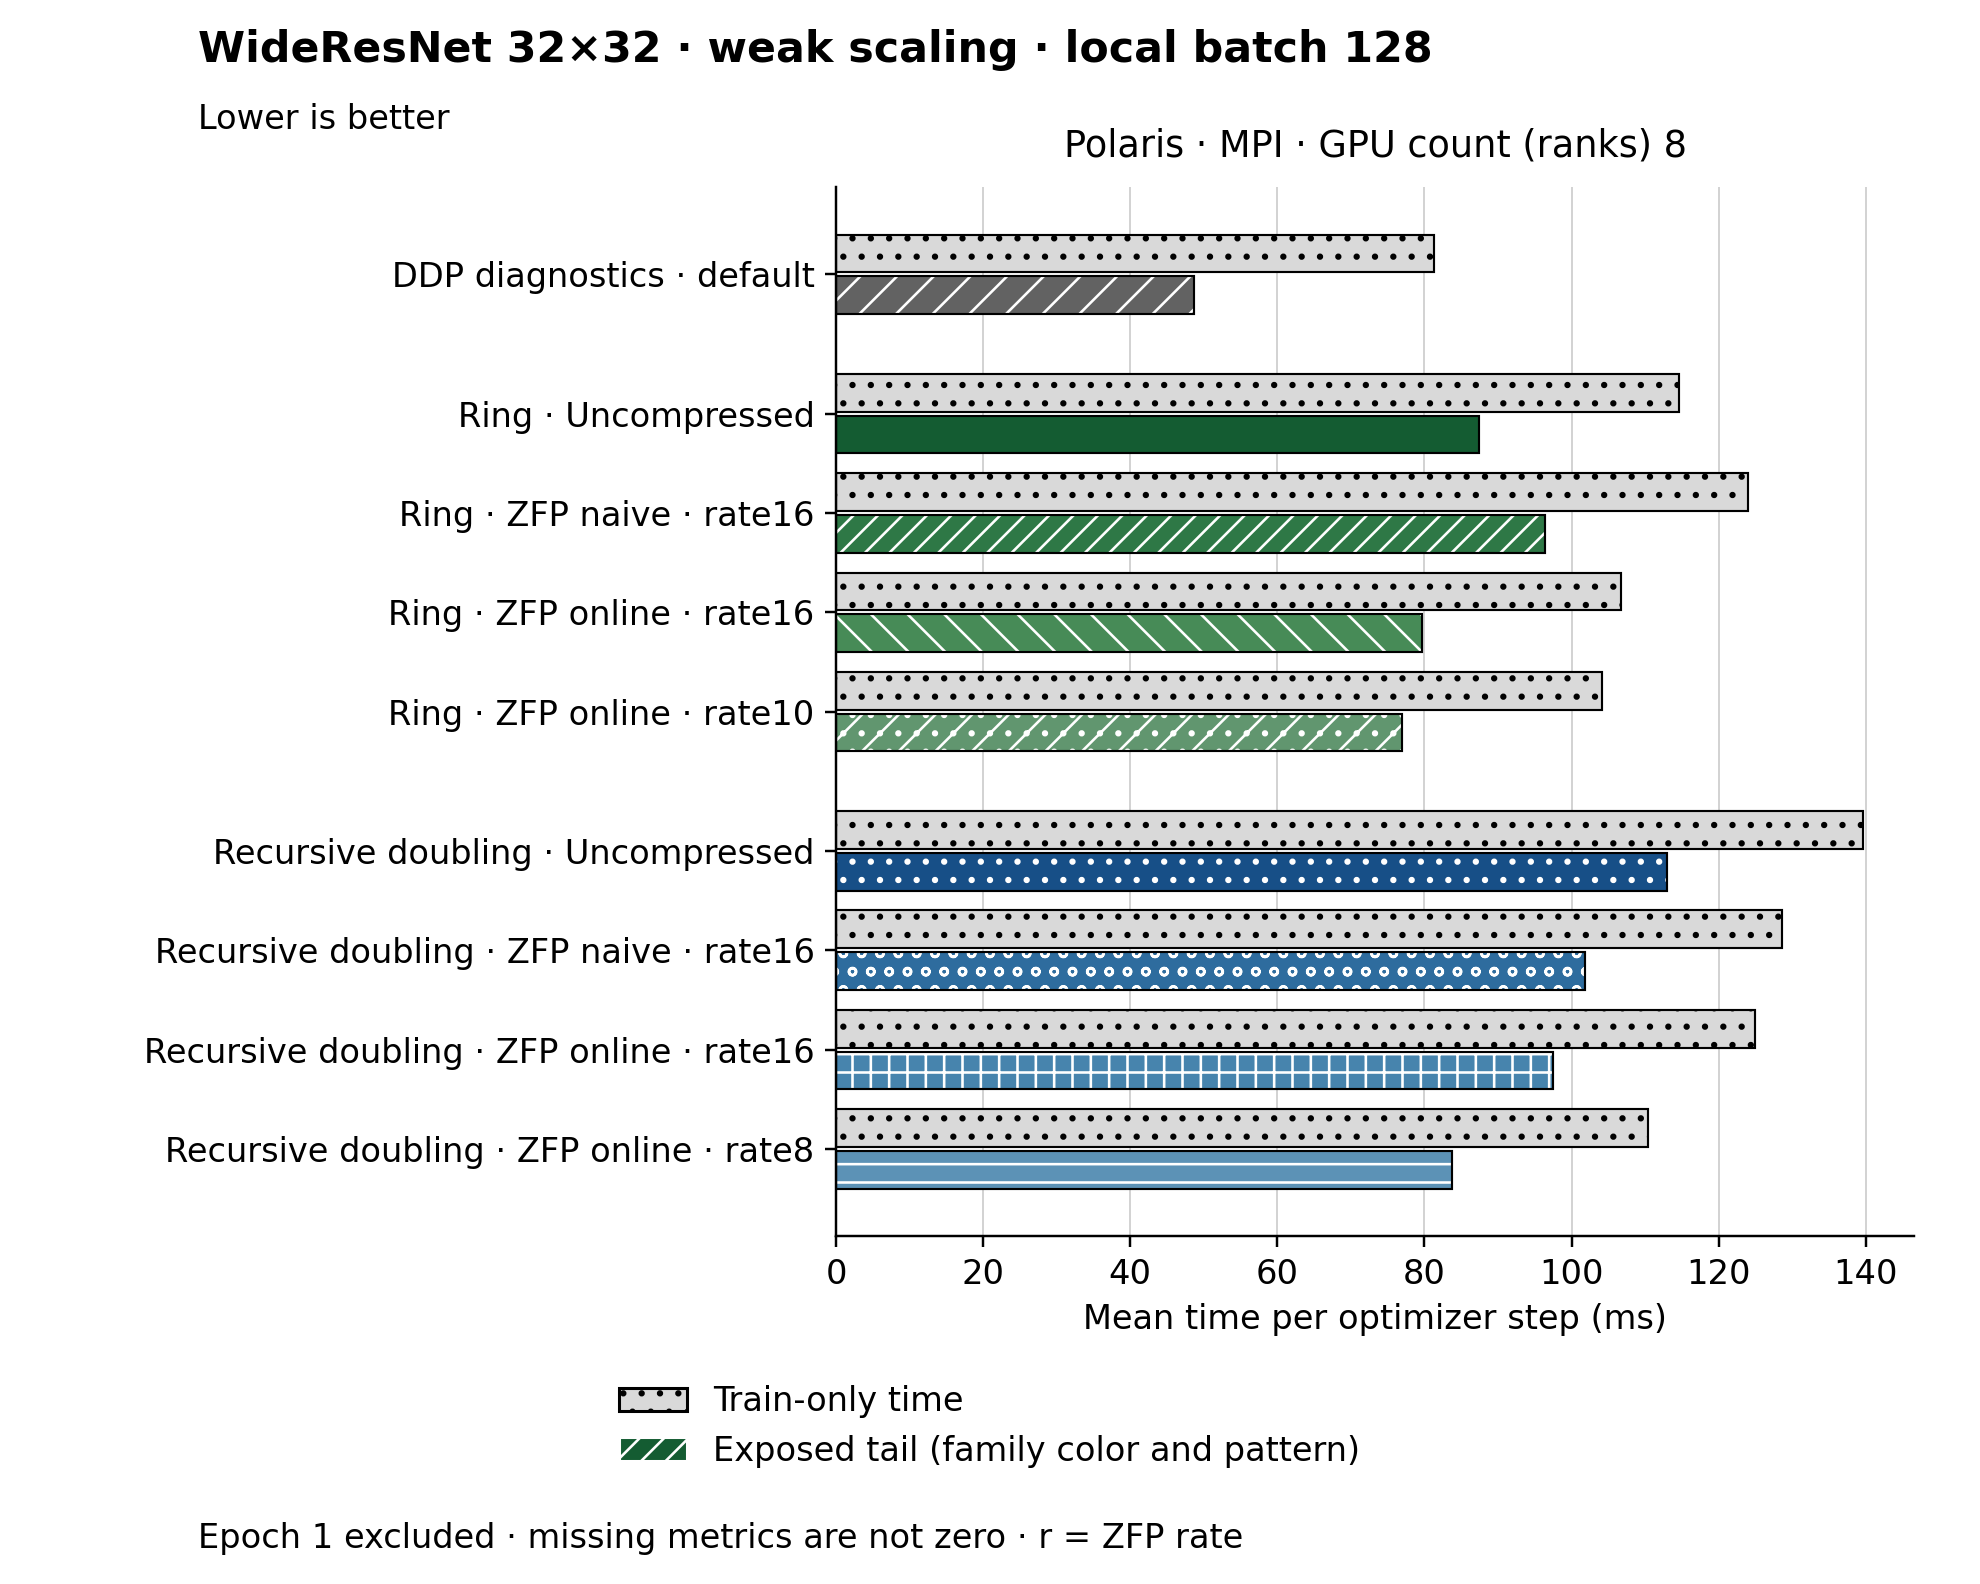 WideResNet 32×32 · weak scaling · local batch 128
Lower is better
Polaris · MPI · GPU count (ranks) 8
DDP diagnostics · default
Ring · Uncompressed
Ring · ZFP naive · rate16
Ring · ZFP online · rate16
Ring · ZFP online · rate10
Recursive doubling · Uncompressed
Recursive doubling · ZFP naive · rate16
Recursive doubling · ZFP online · rate16
Recursive doubling · ZFP online · rate8
0 20 40 60 80 100 120 140
Mean time per optimizer step (ms)
Train-only time
Exposed tail (family color and pattern)
Epoch 1 excluded · missing metrics are not zero · r = ZFP rate